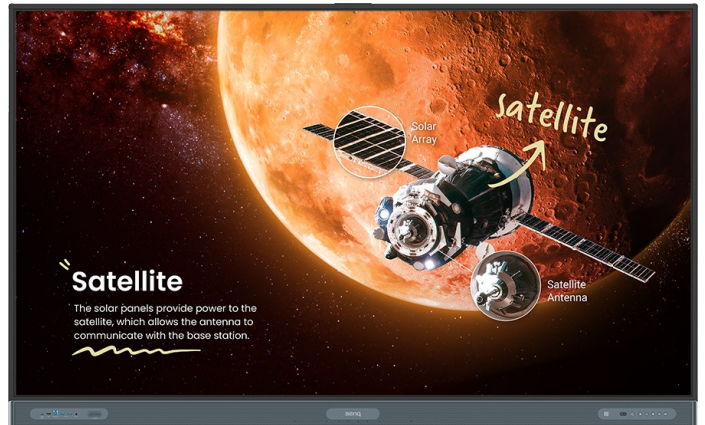 satellite
Solar
Array
Satellite
Antenna
Satellite
The solar panels provide power to the
satellite, which allows the antenna to
communicate with the base station.
BenQ